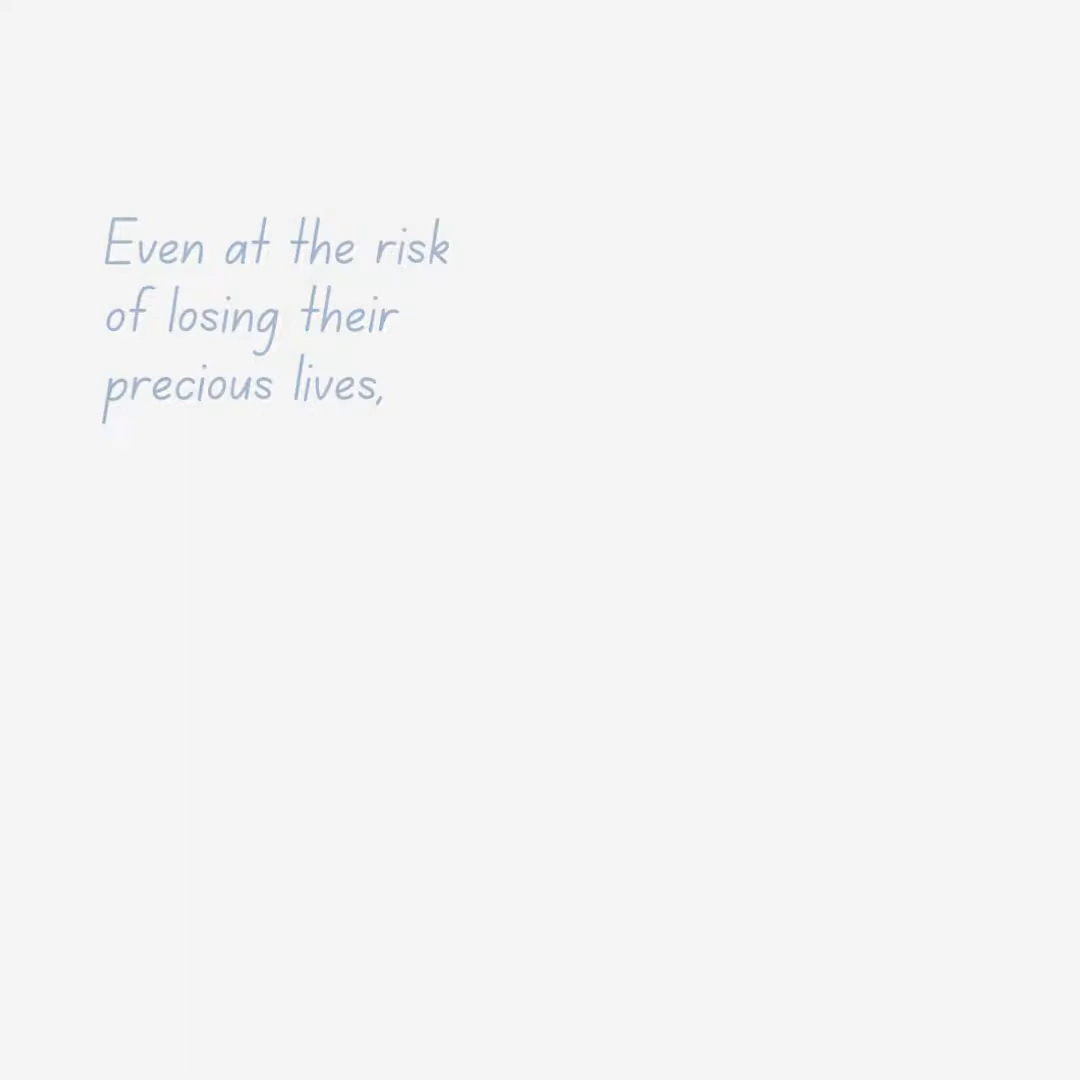 Even at the risk
of losing their
precious lives,